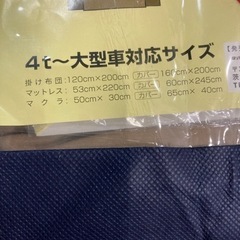 4t～大型車対応サイズ
掛け布団：120cm×200cm カバー 160cm×200cm
マットレス：53cm×220cm カバー 60cm×245cm
マクラ：50cm×30cm カバー 65cm×40cm